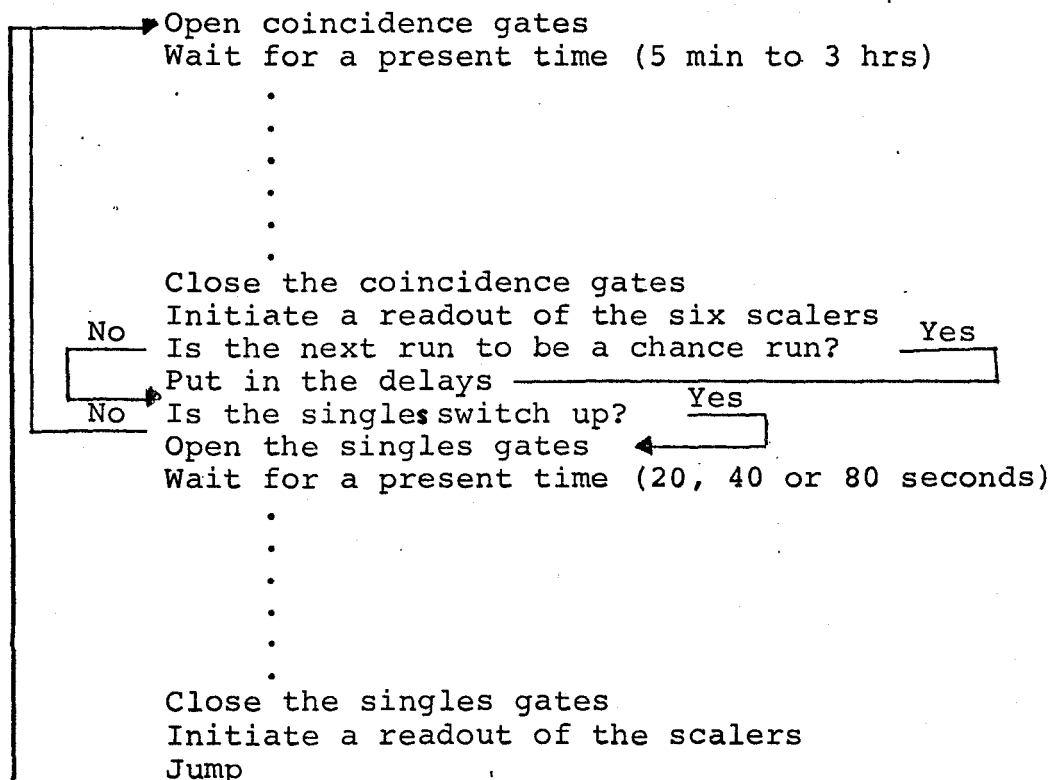 Open coincidence gates
Wait for a present time (5 min to 3 hrs)
Close the coincidence gates
Initiate a readout of the six scalers
No Is the next run to be a chance run? Yes
Put in the delays
No Is the singles switch up? Yes
Open the singles gates
Wait for a present time (20, 40 or 80 seconds)
Close the singles gates
Initiate a readout of the scalers
Jump